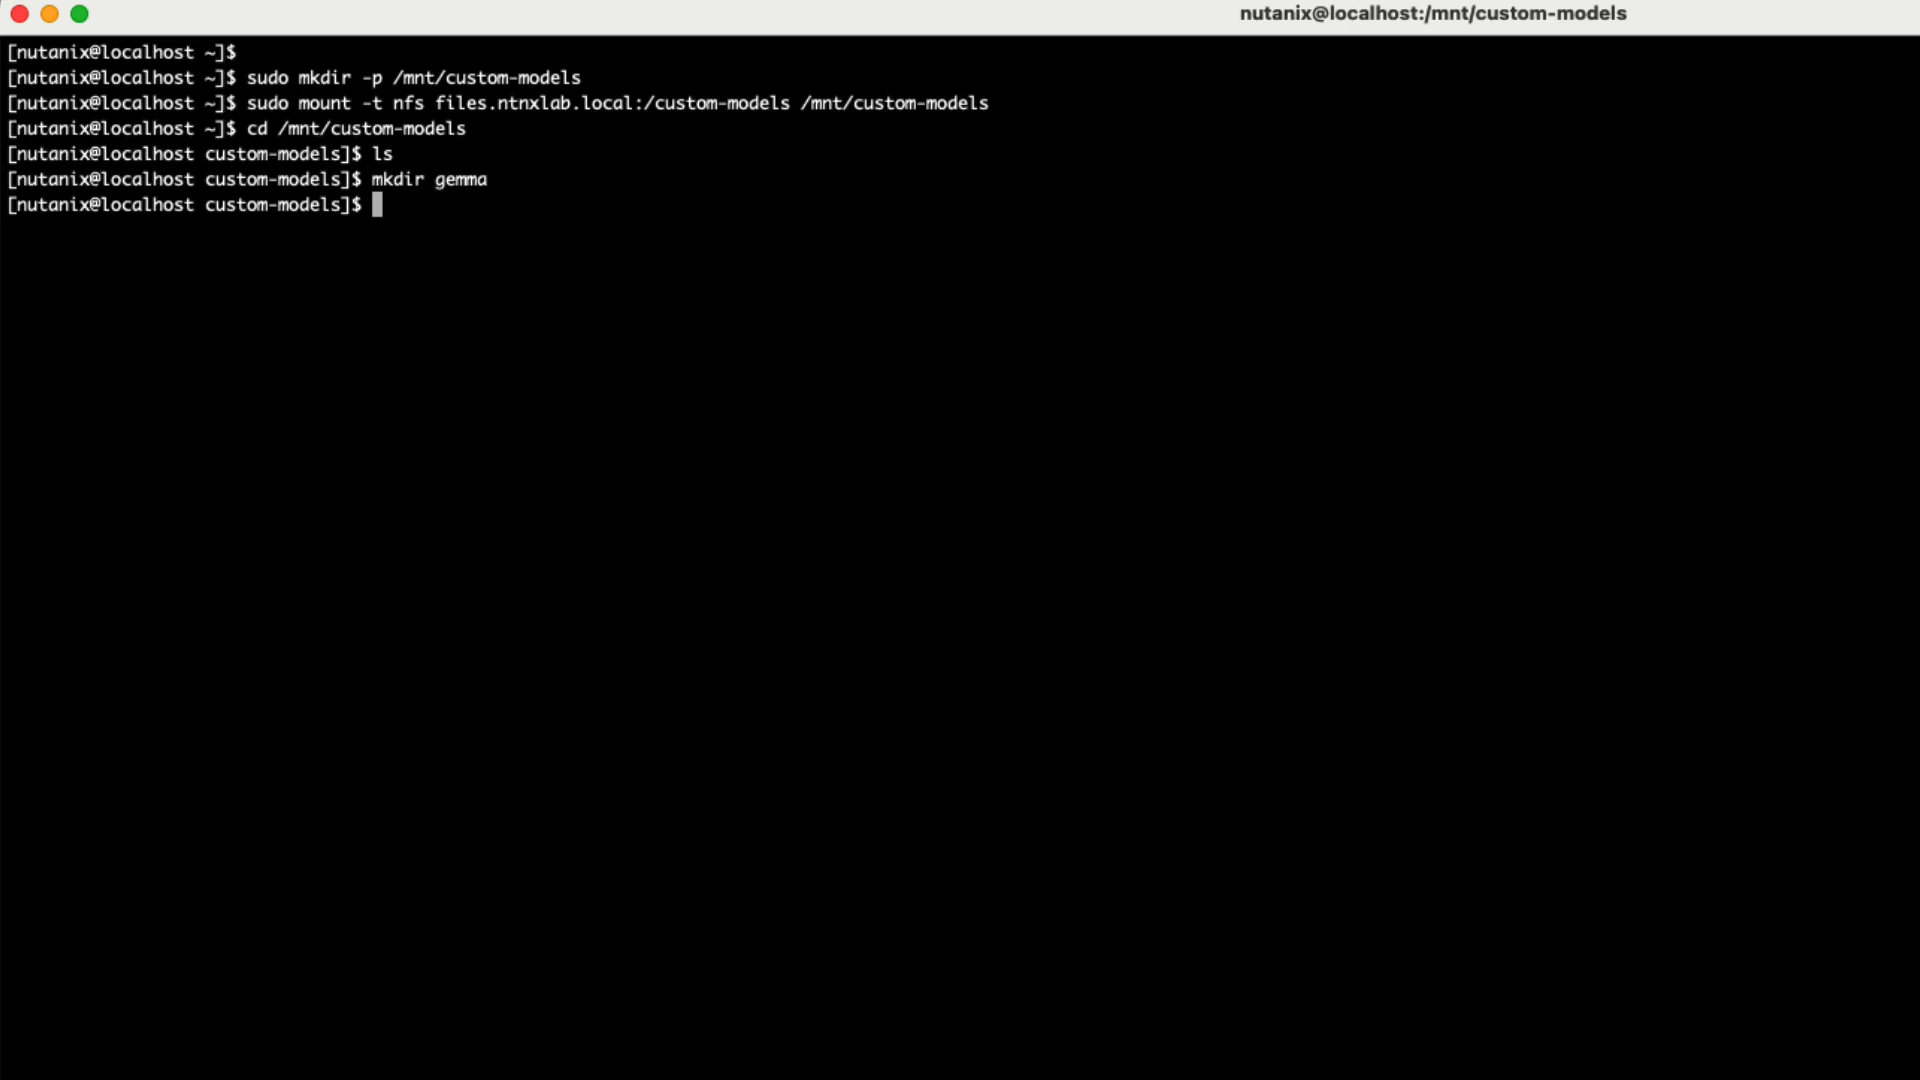 nutanix@localhost:/mnt/custom-models
[nutanix@localhost ~]$
[nutanix@localhost ~]$ sudo mkdir -p /mnt/custom-models
[nutanix@localhost ~]$ sudo mount -t nfs files.ntnxlab.local:/custom-models /mnt/custom-models
[nutanix@localhost ~]$ cd /mnt/custom-models
[nutanix@localhost custom-models]$ ls
[nutanix@localhost custom-models]$ mkdir gemma
[nutanix@localhost custom-models]$